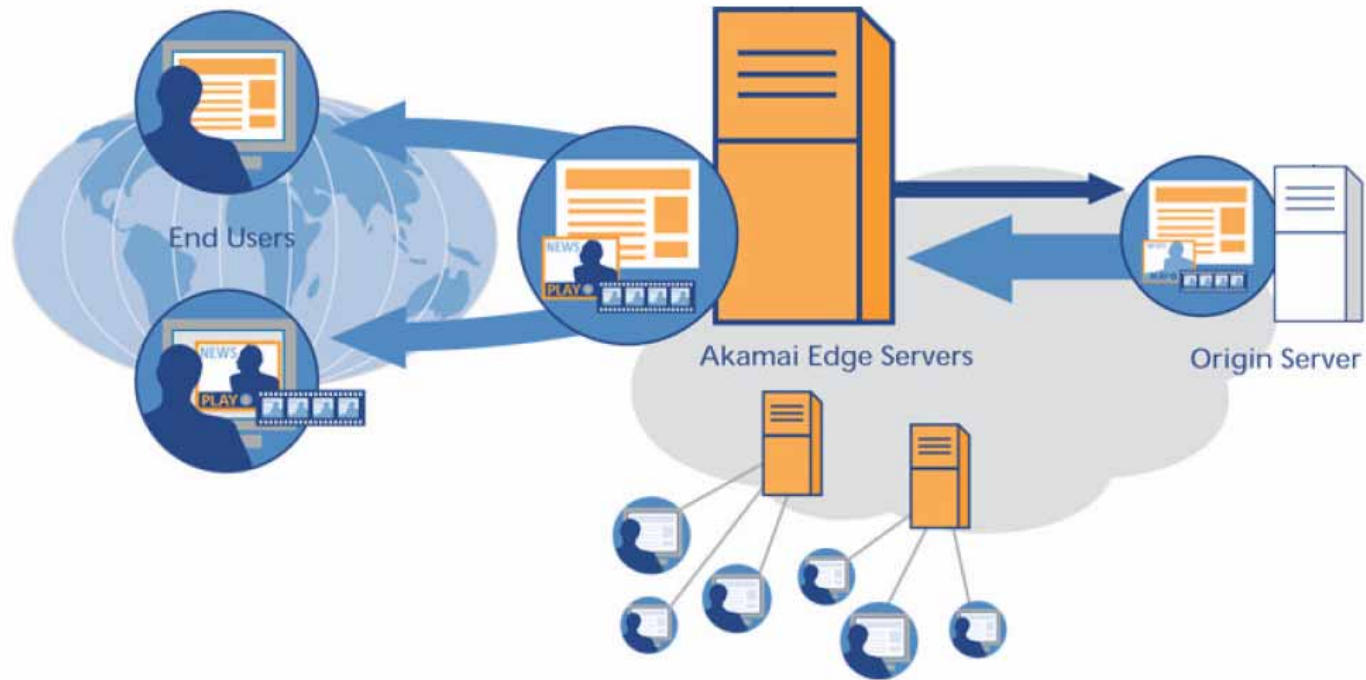 End Users
NEWS
PLAY
NEWS
PLAY
Akamai Edge Servers
Origin Server